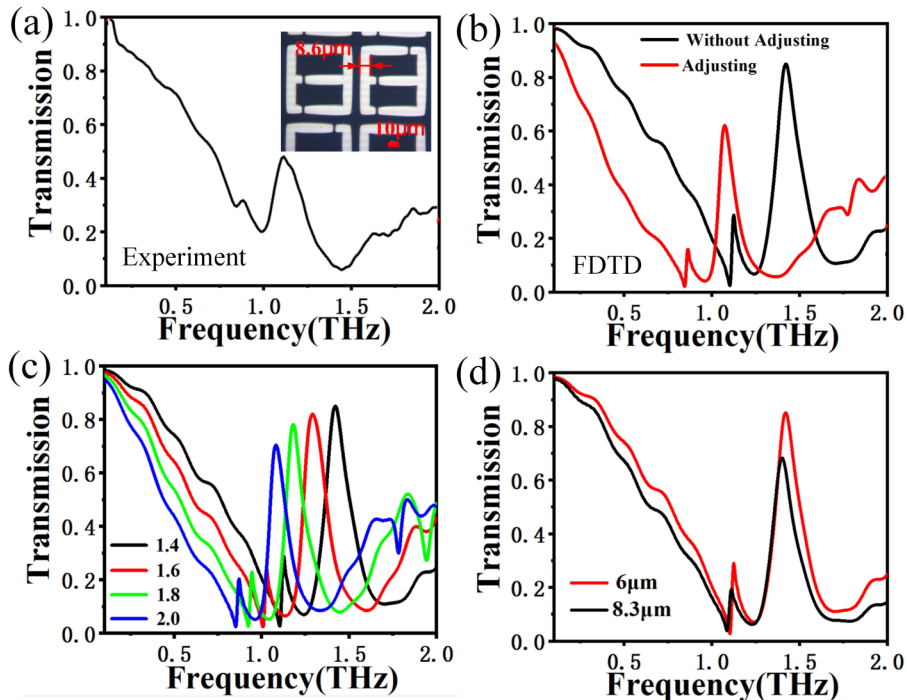 (a)
Transmission
1.0
0.8
0.6
0.4
0.2
0.0
0.5
1.0
1.5
2.0
Frequency(THz)
Experiment
8.6μm
10μm
(b)
Transmission
1.0
0.8
0.6
0.4
0.2
0.0
0.5
1.0
1.5
2.0
Frequency(THz)
Without Adjusting
Adjusting
FDTD
(c)
Transmission
1.0
0.8
0.6
0.4
0.2
0.0
0.5
1.0
1.5
2.0
Frequency(THz)
1.4
1.6
1.8
2.0
(d)
Transmission
1.0
0.8
0.6
0.4
0.2
0.0
0.5
1.0
1.5
2.0
Frequency(THz)
6μm
8.3μm